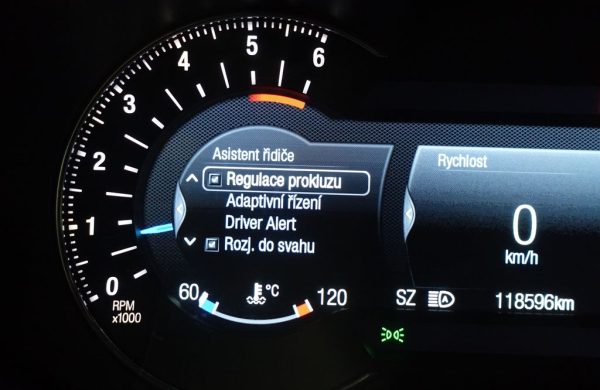 6
5
4
3
2
1
0
RPM
x1000
Asistent řidiče
Regulace prokluzu
Adaptivní řízení
Driver Alert
Rozj. do svahu
60 °C 120
Rychlost
0
km/h
SZ A 118596km